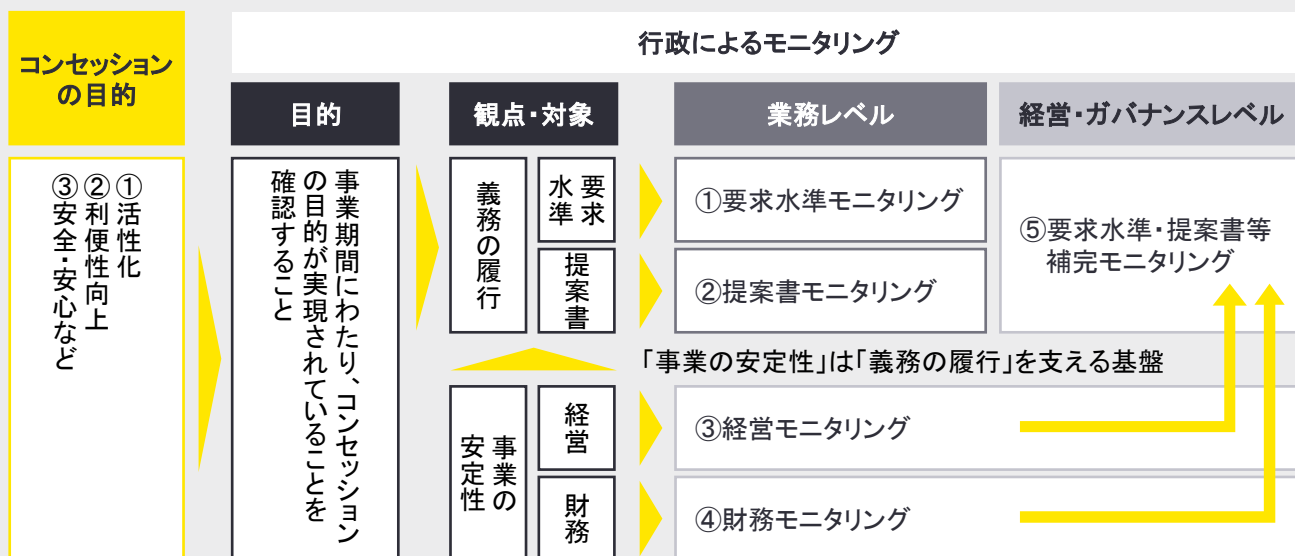 コンセッション
の目的
行政によるモニタリング
目的
観点・対象
業務レベル
経営・ガバナンスレベル
①活性化
②利便性向上
③安全・安心など
事業期間にわたり、コンセッション
の目的が実現されていることを
確認すること
義務の履行
要求
水準
提案書
①要求水準モニタリング
②提案書モニタリング
⑤要求水準・提案書等
補完モニタリング
「事業の安定性」は「義務の履行」を支える基盤
事業の
安定性
経営
財務
③経営モニタリング
④財務モニタリング